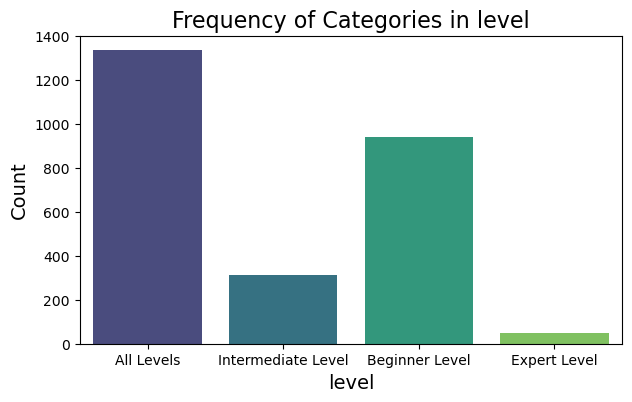 Frequency of Categories in level
1400
1200
1000
800
600
400
200
0
Count
All Levels
Intermediate Level
Beginner Level
Expert Level
level